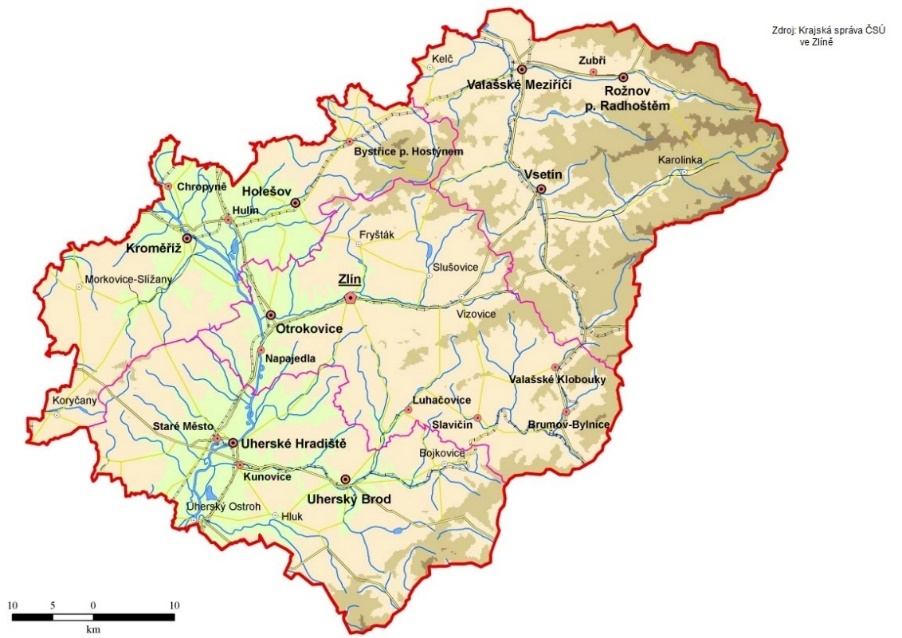 Zdroj: Krajská správa ČSÚ
ve Zlíně
Kelč
Zubří
Valašské Meziříčí
Rožnov
p. Radhoštěm
Bystřice p. Hostýnem
Karolinka
Vsetín
Chropyně
Holešov
Hulín
Fryšták
Kroměříž
Slušovice
Morkovice-Slížany
Zlín
Vizovice
Otrokovice
Napajedla
Valašské Klobouky
Koryčany
Luhačovice
Staré Město
Slavičín
Brumov-Bylnice
Uherské Hradiště
Bojkovice
Kunovice
Uherský Brod
Uherský Ostroh
Hluk
10 5 0 10
km